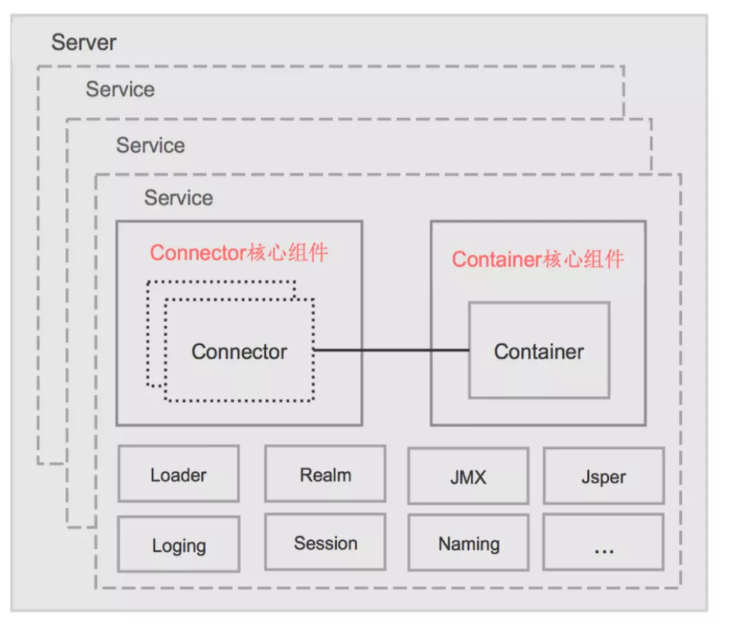 Server
Service
Service
Service
Connector核心组件
Container核心组件
Connector
Container
Loader
Realm
JMX
Jsper
Loging
Session
Naming
...